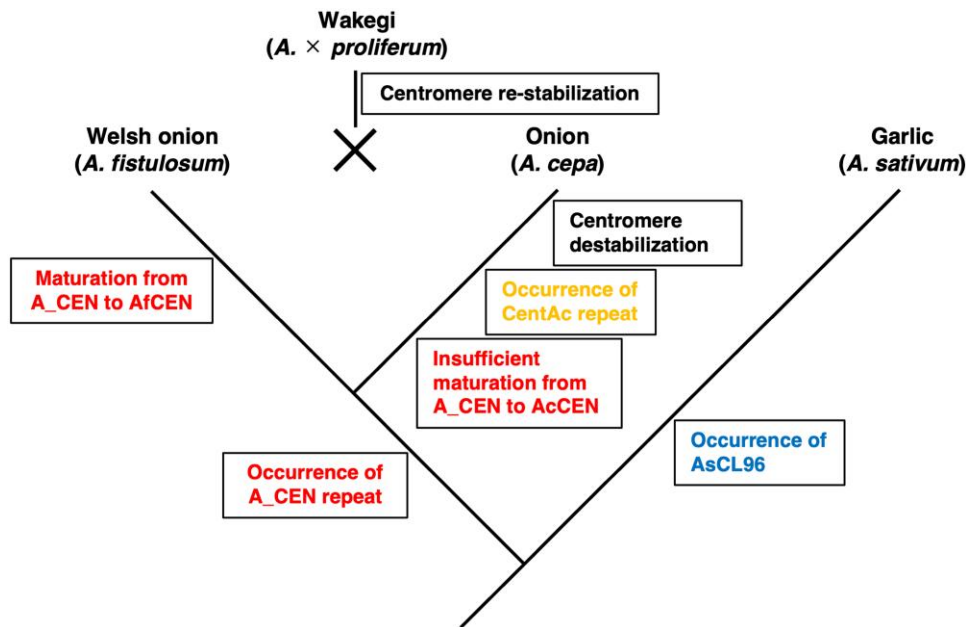 Wakegi
(A. × proliferum)
Centromere re-stabilization
Welsh onion
(A. fistulosum)
Onion
(A. cepa)
Garlic
(A. sativum)
Centromere
destabilization
Maturation from
A_CEN to AfCEN
Occurrence of
CentAc repeat
Insufficient
maturation from
A_CEN to AcCEN
Occurrence of
AsCL96
Occurrence of
A_CEN repeat